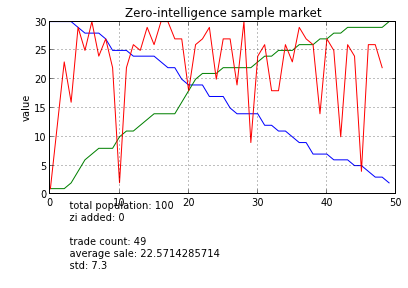 Zero-intelligence sample market
30
25
20
15
10
5
0
value
0 10 20 30 40 50
total population: 100
zi added: 0
trade count: 49
average sale: 22.5714285714
std: 7.3